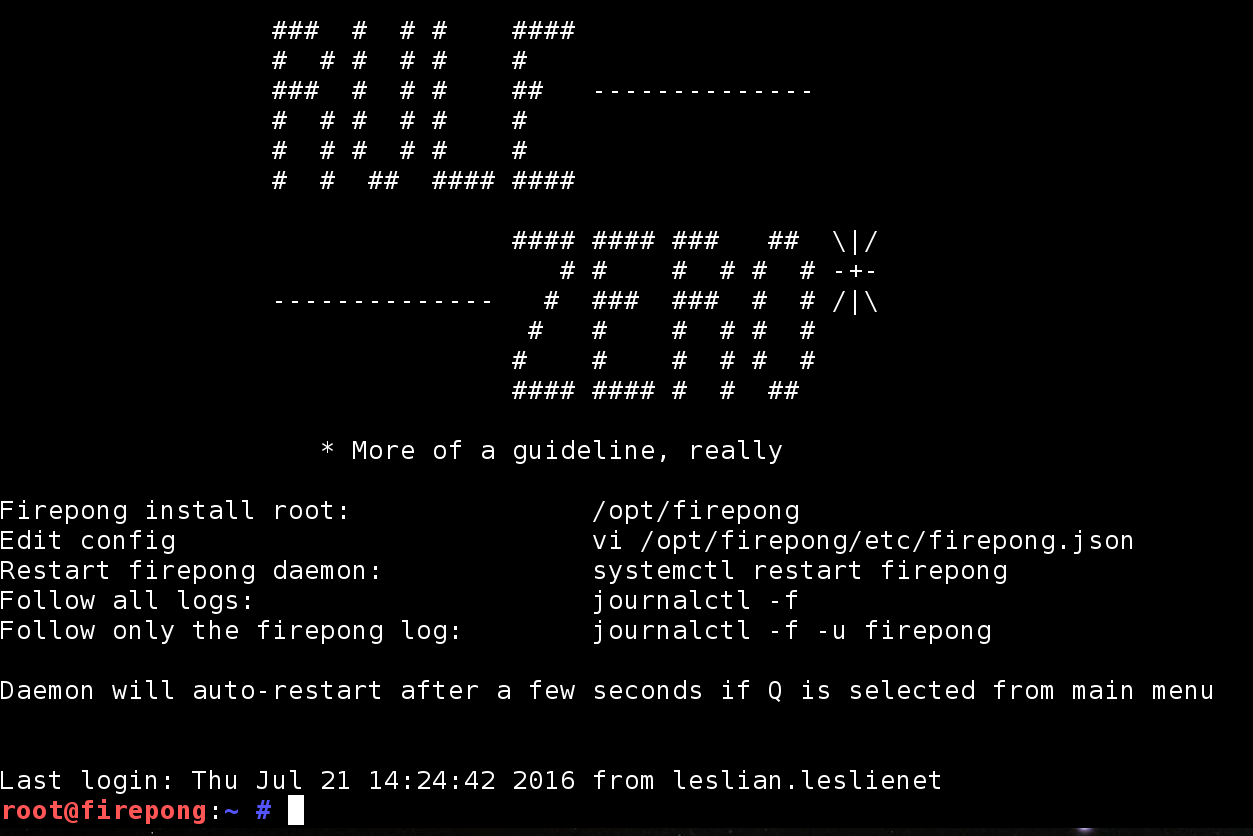 RULE
--------------
ZERO
--------------
* More of a guideline, really
Firepong install root: /opt/firepong
Edit config vi /opt/firepong/etc/firepong.json
Restart firepong daemon: systemctl restart firepong
Follow all logs: journalctl -f
Follow only the firepong log: journalctl -f -u firepong
Daemon will auto-restart after a few seconds if Q is selected from main menu
Last login: Thu Jul 21 14:24:42 2016 from leslian.leslienet
root@firepong:~ #